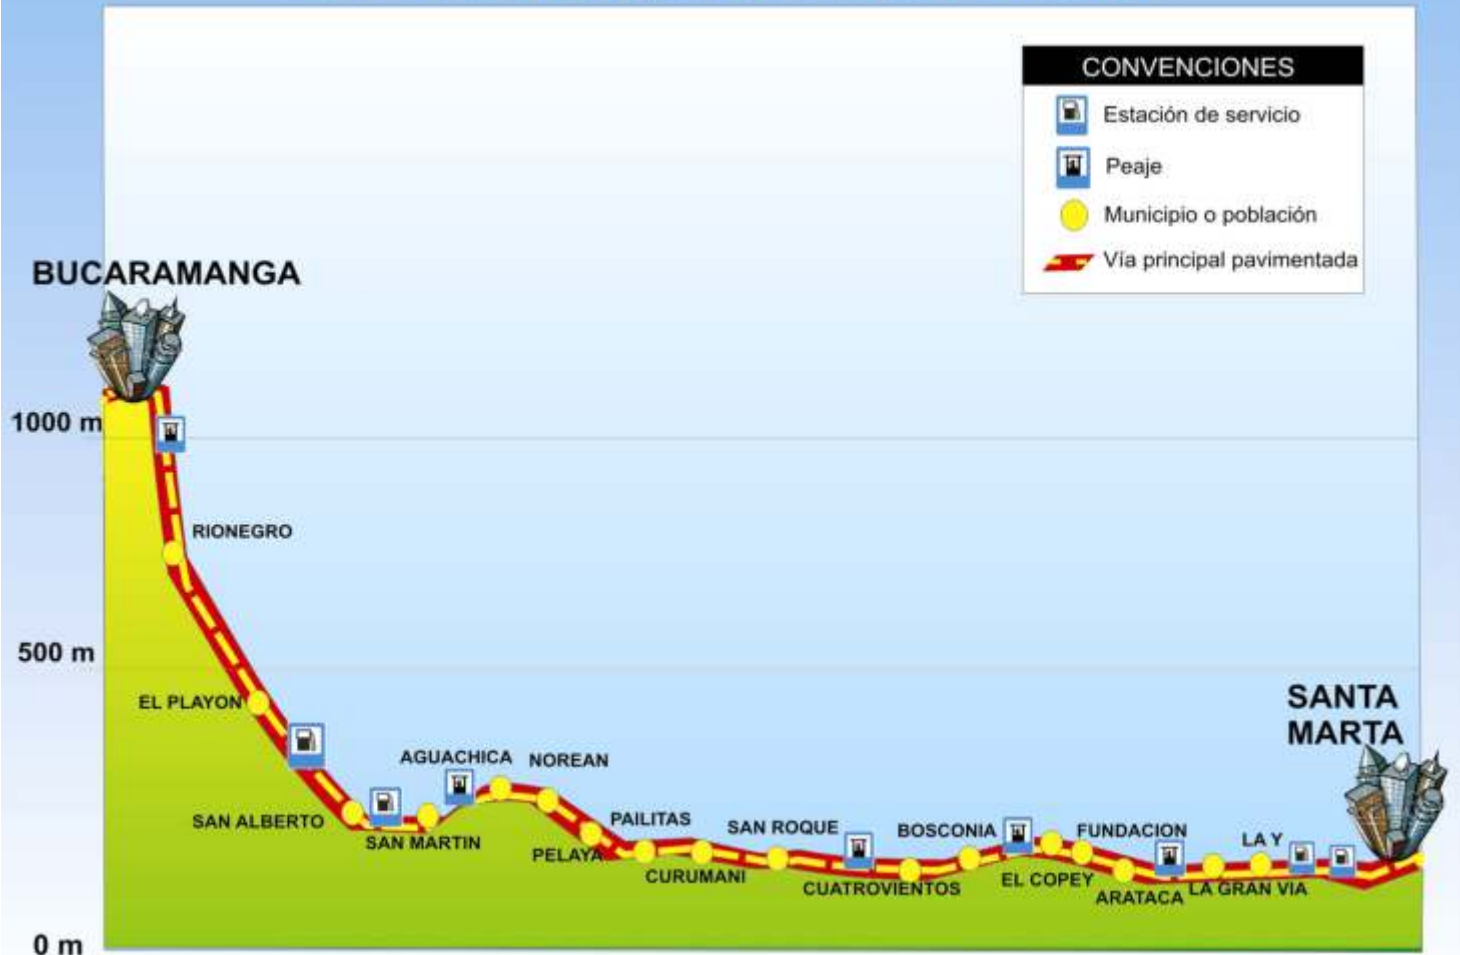 CONVENCIONES
Estación de servicio
Peaje
Municipio o población
Vía principal pavimentada
BUCARAMANGA
1000 m
RIONEGRO
500 m
EL PLAYON
SANTA
MARTA
AGUACHICA
NOREAN
SAN ALBERTO
SAN MARTIN
PAILITAS
PELAYA
SAN ROQUE
CURUMANI
CUATROVIENTOS
BOSCONIA
EL COPEY
FUNDACION
ARATACA
LA Y
LA GRAN VIA
0 m